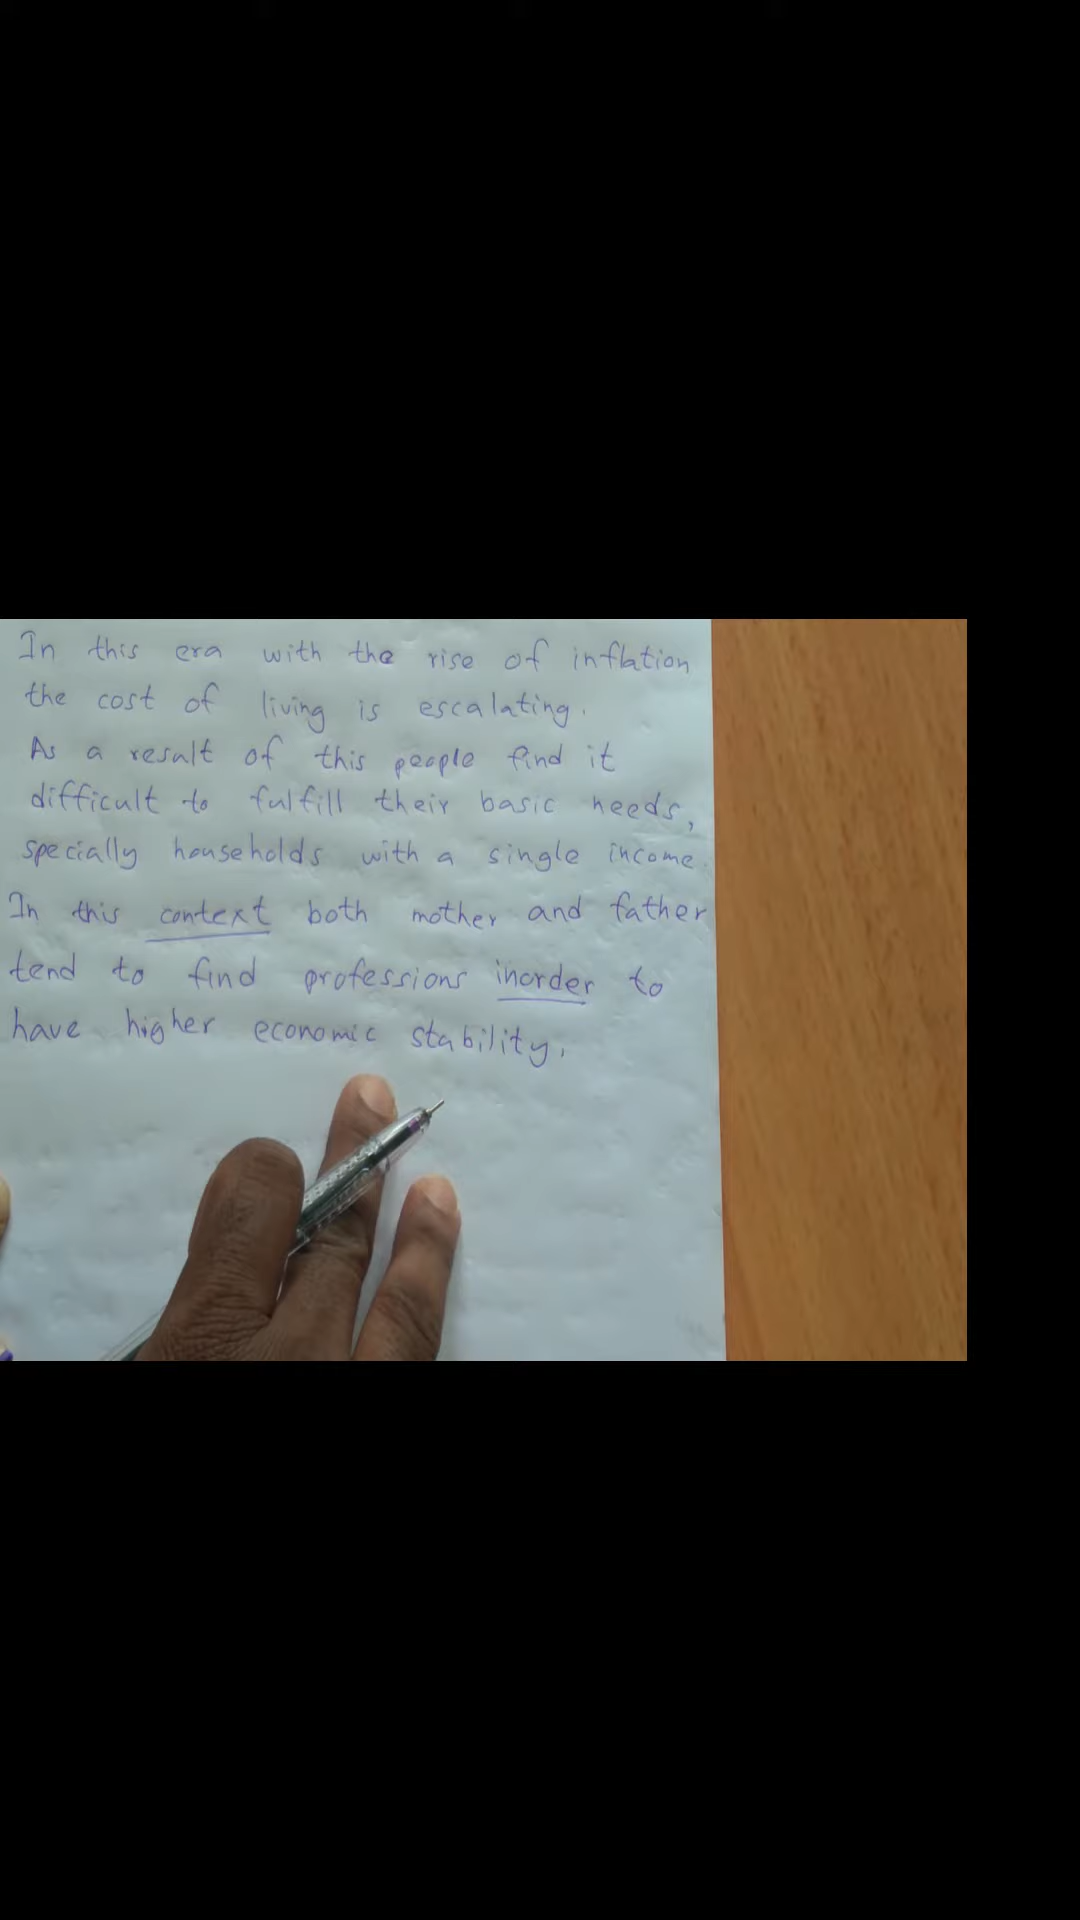 In this era with the rise of inflation
the cost of living is escalating.
As a result of this people find it
difficult to fulfill their basic needs,
specially households with a single income.
In this context both mother and father
tend to find professions inorder to
have higher economic stability.